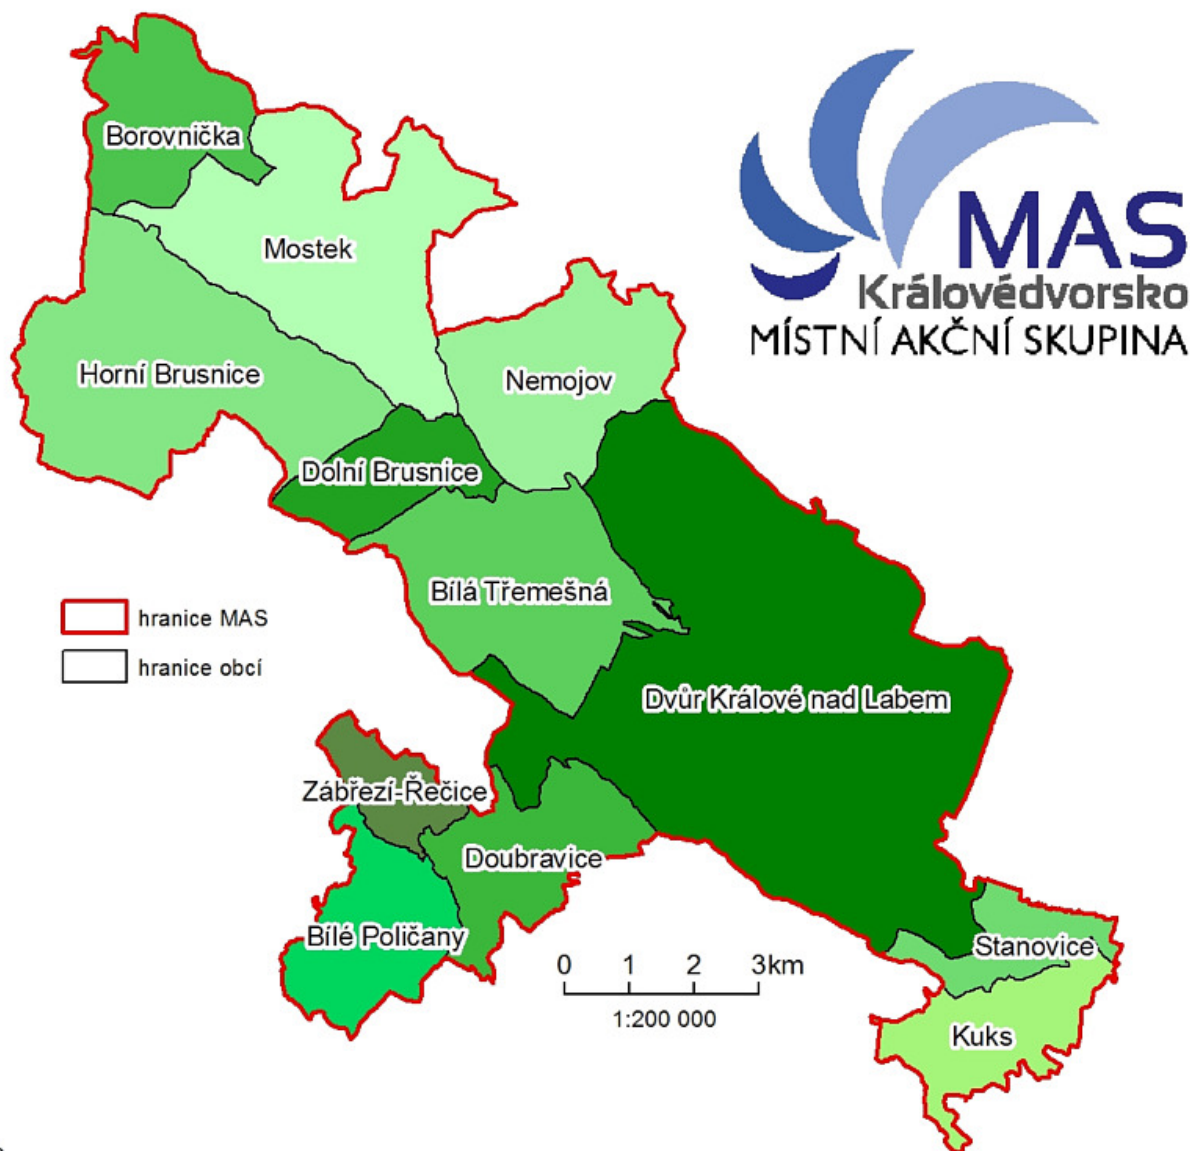 Borovnička
MAS
Mostek
Královédvorsko
MÍSTNÍ AKČNÍ SKUPINA
Horní Brusnice
Nemojov
Dolní Brusnice
Bílá Třemešná
hranice MAS
hranice obcí
Dvůr Králové nad Labem
Zábřezí-Řečice
Doubravice
Bílé Poličany
Stanovice
0 1 2 3km
1:200 000
Kuks